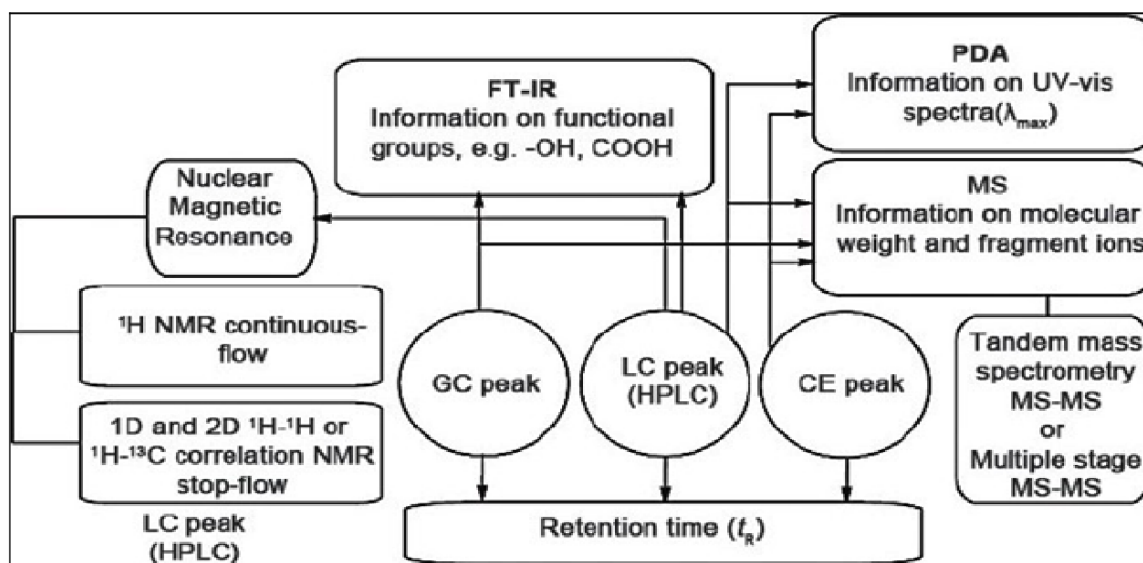 PDA
Information on UV-vis
spectra(λmax)
FT-IR
Information on functional
groups, e.g. -OH, COOH
Nuclear
Magnetic
Resonance
MS
Information on molecular
weight and fragment ions
¹H NMR continuous-
flow
GC peak
LC peak
(HPLC)
CE peak
Tandem mass
spectrometry
MS-MS
or
Multiple stage
MS-MS
1D and 2D ¹H-¹H or
¹H-¹³C correlation NMR
stop-flow
LC peak
(HPLC)
Retention time (tR)